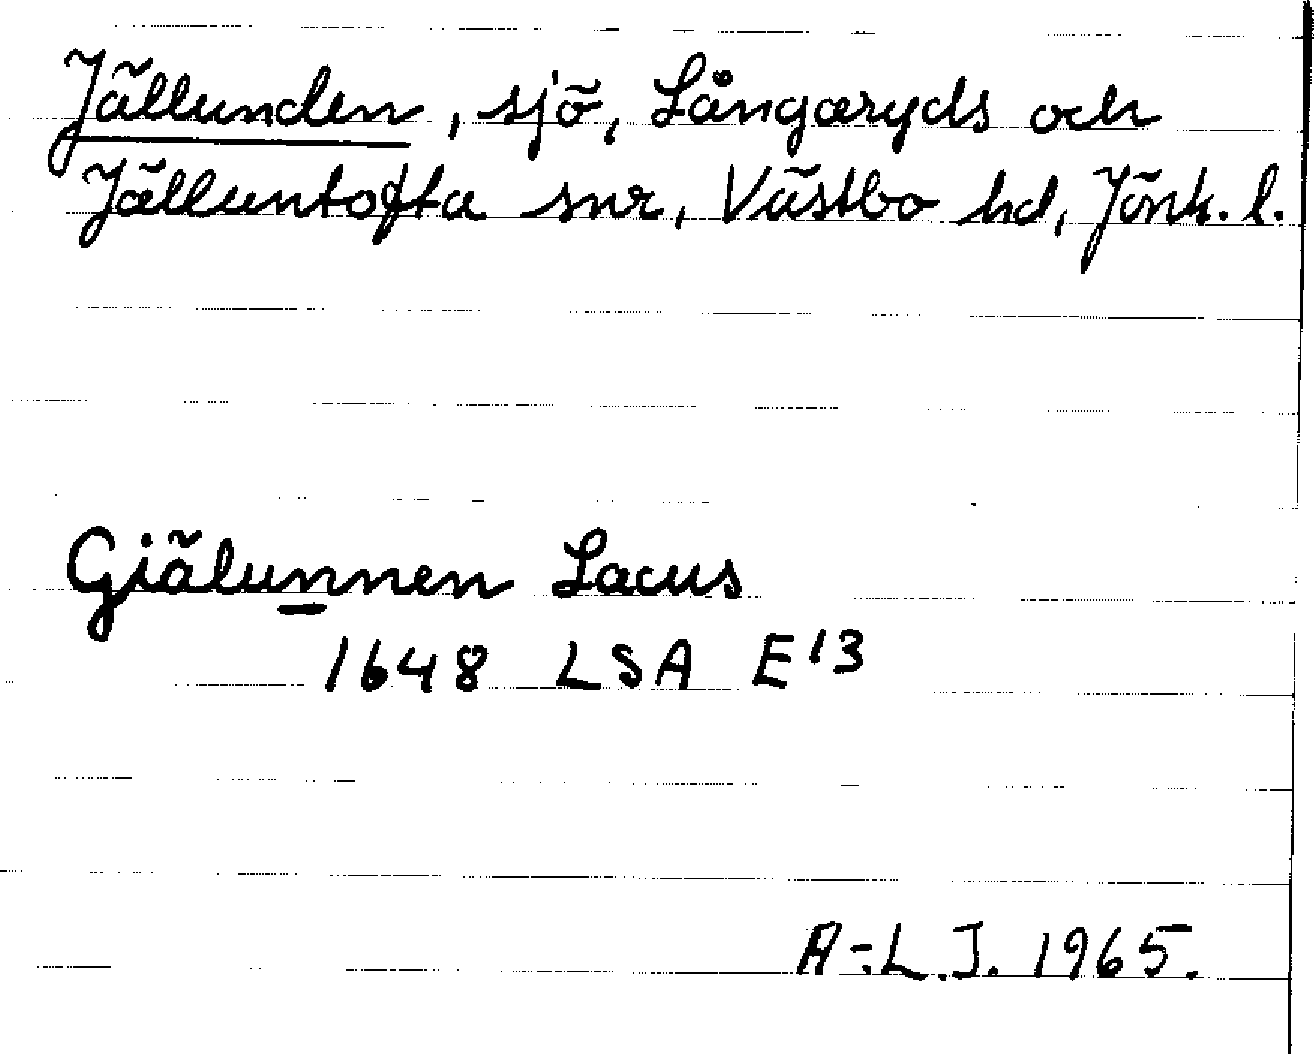 Jällunden, sjö, Långaryds och
Jälluntofta snr, Västbo hd, Jönk. l.
Giälunnen Lacus
1648 LSA E13
A-:L.J. 1965.